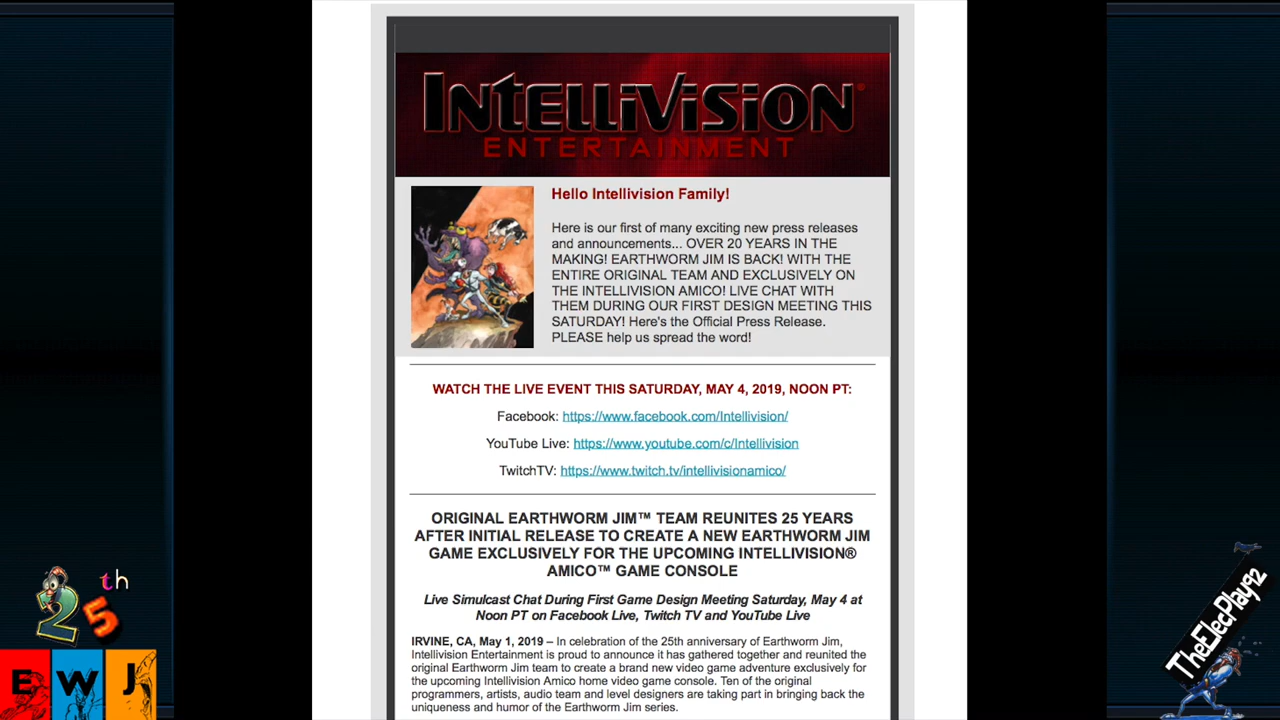 INTELLIVISION®
ENTERTAINMENT
Hello Intellivision Family!
Here is our first of many exciting new press releases
and announcements... OVER 20 YEARS IN THE
MAKING! EARTHWORM JIM IS BACK! WITH THE
ENTIRE ORIGINAL TEAM AND EXCLUSIVELY ON
THE INTELLIVISION AMICO! LIVE CHAT WITH
THEM DURING OUR FIRST DESIGN MEETING THIS
SATURDAY! Here's the Official Press Release.
PLEASE help us spread the word!
WATCH THE LIVE EVENT THIS SATURDAY, MAY 4, 2019, NOON PT:
Facebook: https://www.facebook.com/Intellivision/
YouTube Live: https://www.youtube.com/c/Intellivision
TwitchTV: https://www.twitch.tv/intellivisionamico/
ORIGINAL EARTHWORM JIM™ TEAM REUNITES 25 YEARS
AFTER INITIAL RELEASE TO CREATE A NEW EARTHWORM JIM
GAME EXCLUSIVELY FOR THE UPCOMING INTELLIVISION®
AMICO™ GAME CONSOLE
Live Simulcast Chat During First Game Design Meeting Saturday, May 4 at
Noon PT on Facebook Live, Twitch TV and YouTube Live
IRVINE, CA, May 1, 2019 – In celebration of the 25th anniversary of Earthworm Jim,
Intellivision Entertainment is proud to announce it has gathered together and reunited the
original Earthworm Jim team to create a brand new video game adventure exclusively for
the upcoming Intellivision Amico home video game console. Ten of the original
programmers, artists, audio team and level designers are taking part in bringing back the
uniqueness and humor of the Earthworm Jim series.
25th
EWJ
TheElecPlay92